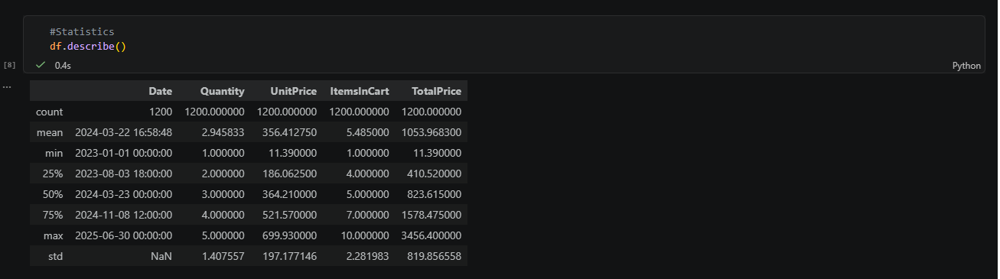 #Statistics
df.describe()
[8]
0.4s
Python
...
Date Quantity UnitPrice ItemsInCart TotalPrice
count 1200 1200.000000 1200.000000 1200.000000 1200.000000
mean 2024-03-22 16:58:48 2.945833 356.412750 5.485000 1053.968300
min 2023-01-01 00:00:00 1.000000 11.390000 1.000000 11.390000
25% 2023-08-03 18:00:00 2.000000 186.062500 4.000000 410.520000
50% 2024-03-23 00:00:00 3.000000 364.210000 5.000000 823.615000
75% 2024-11-08 12:00:00 4.000000 521.570000 7.000000 1578.475000
max 2025-06-30 00:00:00 5.000000 699.930000 10.000000 3456.400000
std NaN 1.407557 197.177146 2.281983 819.856558